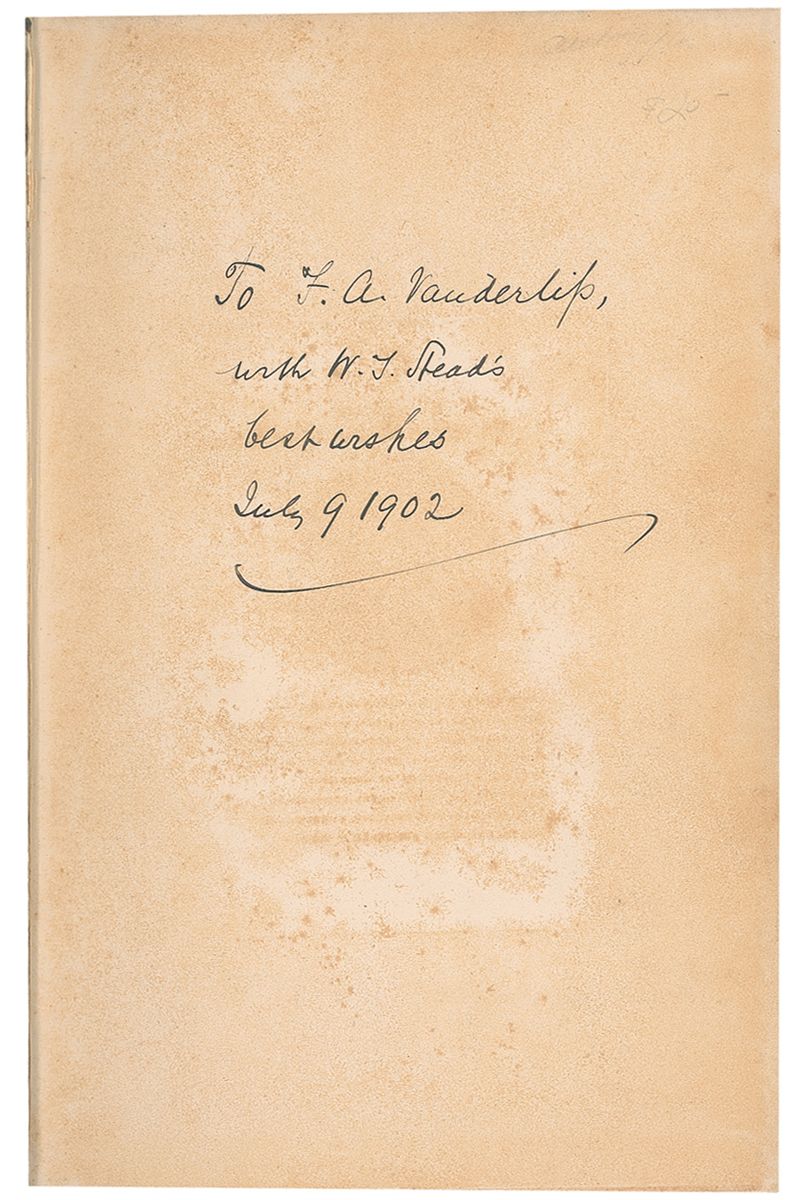 To F. A. Vanderlip,
with W. T. Stead's
best wishes
July 9 1902